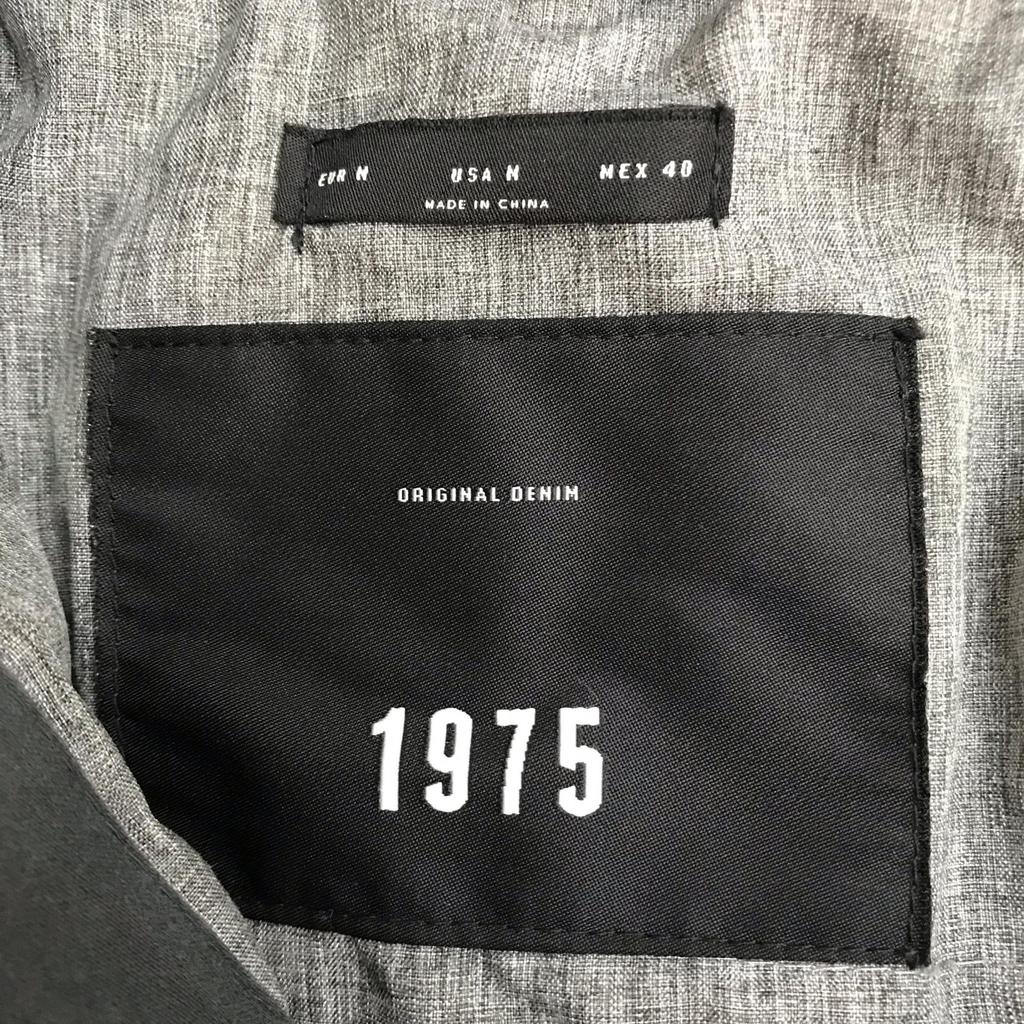 EUR M USA M MEX 40
MADE IN CHINA
ORIGINAL DENIM
1975